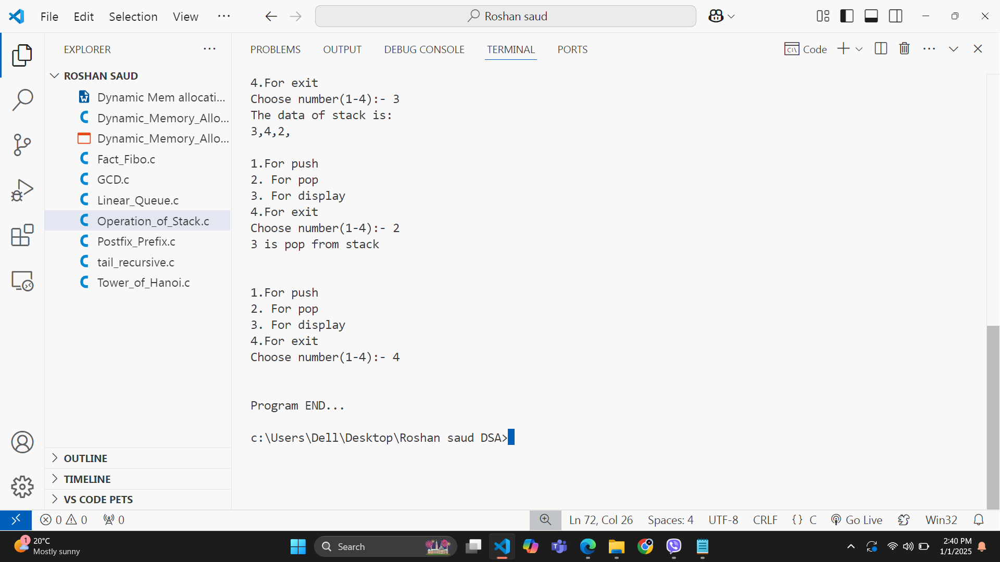 File Edit Selection View ···
Roshan saud
EXPLORER ···
ROSHAN SAUD
Dynamic Mem allocati...
Dynamic_Memory_Allo...
Dynamic_Memory_Allo...
Fact_Fibo.c
GCD.c
Linear_Queue.c
Operation_of_Stack.c
Postfix_Prefix.c
tail_recursive.c
Tower_of_Hanoi.c
OUTLINE
TIMELINE
VS CODE PETS
PROBLEMS OUTPUT DEBUG CONSOLE TERMINAL PORTS
Code
4.For exit
Choose number(1-4):- 3
The data of stack is:
3,4,2,
1.For push
2. For pop
3. For display
4.For exit
Choose number(1-4):- 2
3 is pop from stack
1.For push
2. For pop
3. For display
4.For exit
Choose number(1-4):- 4
Program END...
c:\Users\Dell\Desktop\Roshan saud DSA>
0 0 0
Ln 72, Col 26 Spaces: 4 UTF-8 CRLF {} C Go Live Win32
1
20°C
Mostly sunny
Search
2:40 PM
1/1/2025